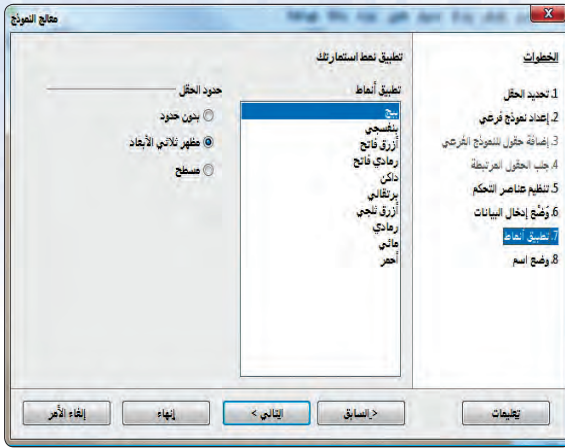 معالج النموذج
الخطوات
1. تحديد الحقل
2. إعداد نموذج فرعي
3. إضافة حقول للنموذج الفرعي
4. جلب الحقول المرتبطة
5. تنظيم عناصر التحكم
6. وضع إدخال البيانات
7. تطبيق أنماط
8. وضع اسم
تطبيق نمط استمارتك
تطبيق أنماط
بيج
بنفسجي
أزرق فاتح
رمادي فاتح
داكن
برتقالي
أزرق ثلجي
رمادي
مائي
أحمر
حدود الحقل
بدون حدود
مظهر ثلاثي الأبعاد
مسطح
تعليمات
< السابق
التالي >
إنهاء
إلغاء الأمر